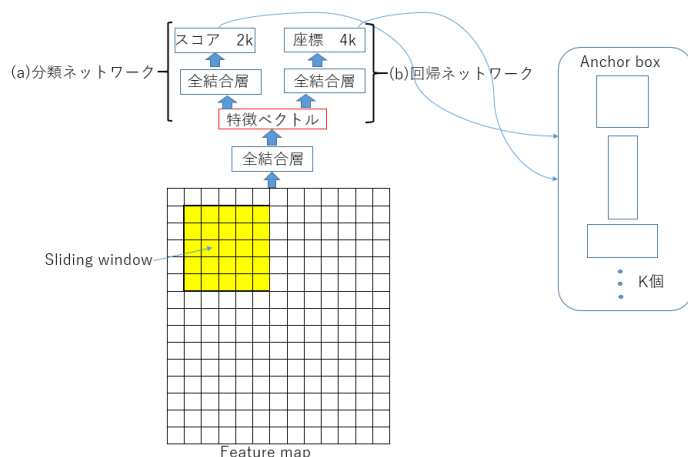 スコア 2k
座標 4k
(a)分類ネットワーク
(b)回帰ネットワーク
全結合層
全結合層
特徴ベクトル
全結合層
Sliding window
Feature map
Anchor box
K個